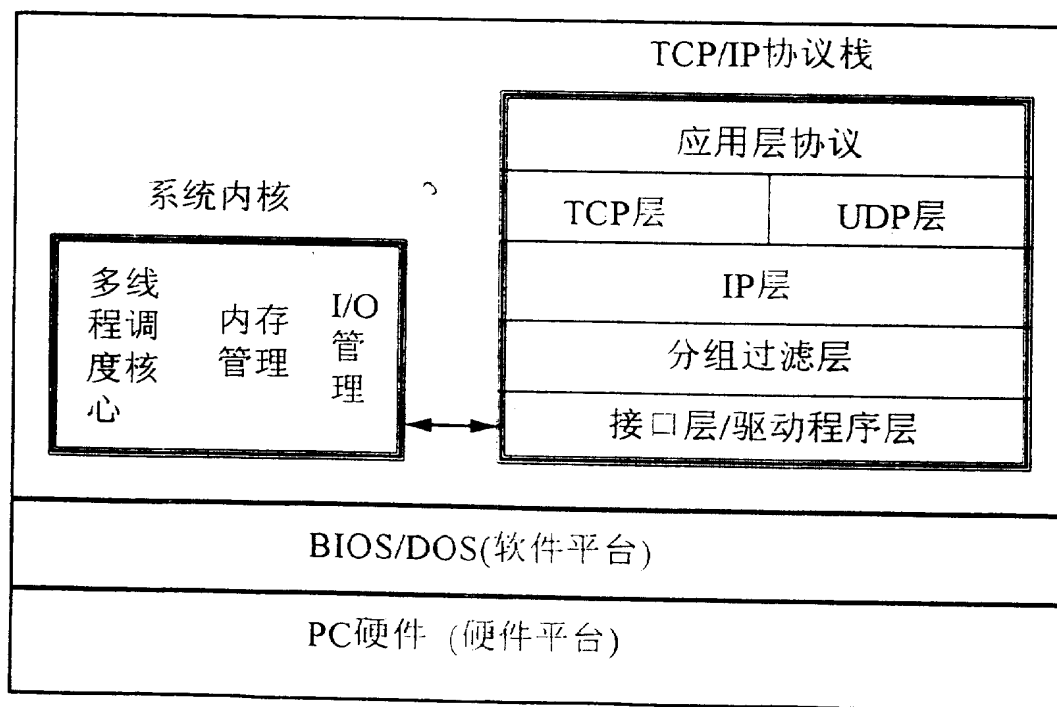 TCP/IP协议栈
应用层协议
TCP层
UDP层
IP层
分组过滤层
接口层/驱动程序层
系统内核
多线
程调
度核
心
内存
管理
I/O
管
理
BIOS/DOS(软件平台)
PC硬件 (硬件平台)